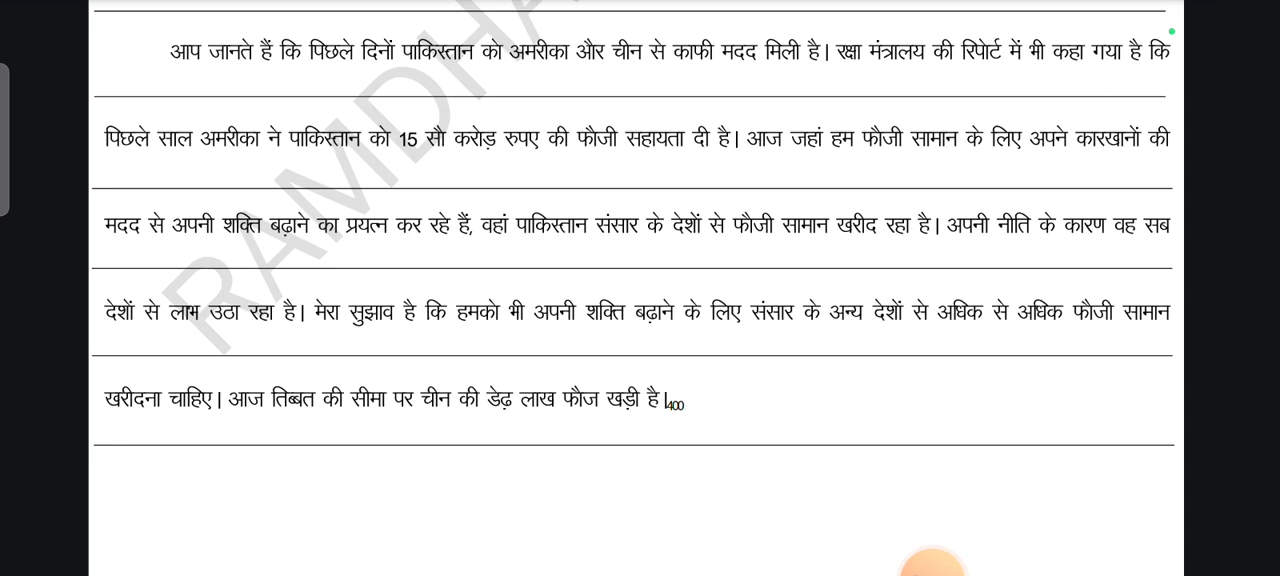 आप जानते हैं कि पिछले दिनों पाकिस्तान को अमरीका और चीन से काफी मदद मिली है। रक्षा मंत्रालय की रिपोर्ट में भी कहा गया है कि
पिछले साल अमरीका ने पाकिस्तान को 15 सौ करोड़ रुपए की फौजी सहायता दी है। आज जहां हम फौजी सामान के लिए अपने कारखानों की
मदद से अपनी शक्ति बढ़ाने का प्रयत्न कर रहे हैं, वहां पाकिस्तान संसार के देशों से फौजी सामान खरीद रहा है। अपनी नीति के कारण वह सब
देशों से लाभ उठा रहा है। मेरा सुझाव है कि हमको भी अपनी शक्ति बढ़ाने के लिए संसार के अन्य देशों से अधिक से अधिक फौजी सामान
खरीदना चाहिए। आज तिब्बत की सीमा पर चीन की डेढ़ लाख फौज खड़ी है।400
RAMDHA